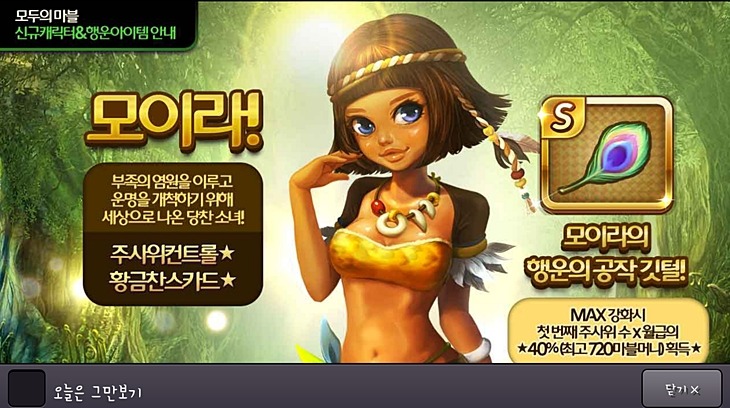 모두의마블
신규캐릭터&행운아이템 안내
모이라!
부족의 염원을 이루고
운명을 개척하기 위해
세상으로 나온 당찬 소녀!
주사위컨트롤★
황금찬스카드★
S
모이라의
행운의 공작 깃털!
MAX 강화시
첫 번째 주사위 수 x 월급의
★40% (최고 720마블머니) 획득★
오늘은 그만보기
닫기 X